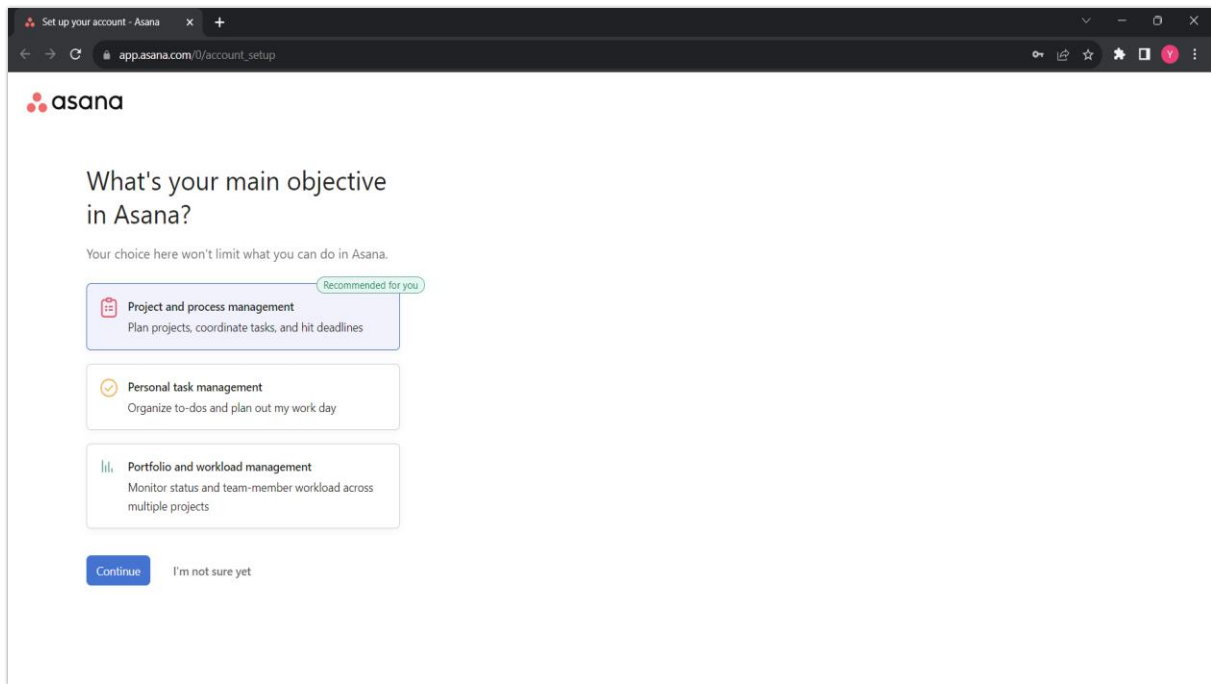 Set up your account - Asana
app.asana.com/0/account_setup
Y
asana
What's your main objective
in Asana?
Your choice here won't limit what you can do in Asana.
Recommended for you
Project and process management
Plan projects, coordinate tasks, and hit deadlines
Personal task management
Organize to-dos and plan out my work day
Portfolio and workload management
Monitor status and team-member workload across
multiple projects
Continue I'm not sure yet